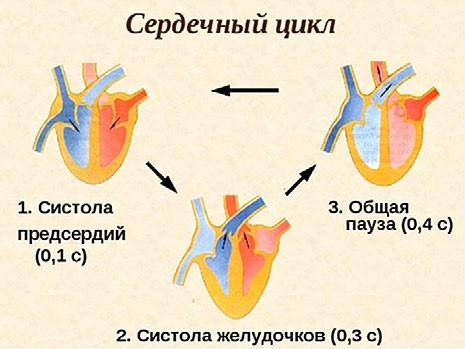 Сердечный цикл
1. Систола
предсердий
(0,1 с)
3. Общая
пауза (0,4 с)
2. Систола желудочков (0,3 с)